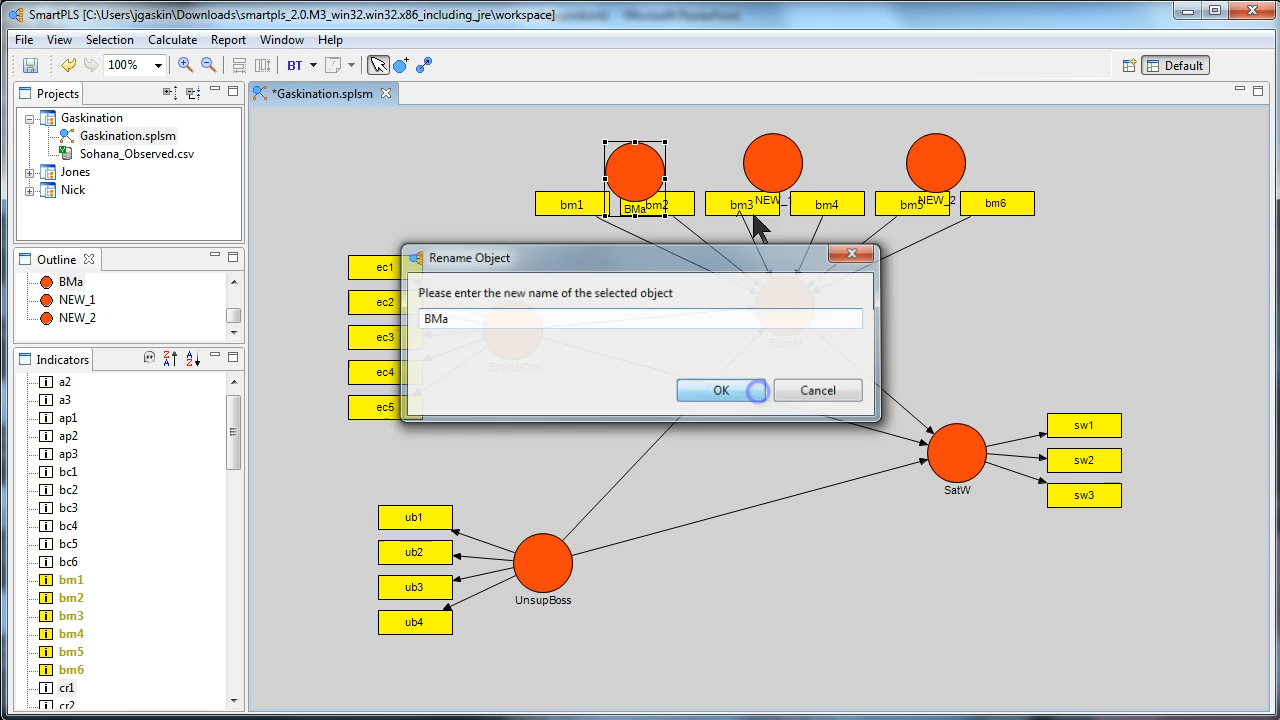 SmartPLS [C:\Users\jgaskin\Downloads\smartpls_2.0.M3_win32.win32.x86_including_jre\workspace]
File View Selection Calculate Report Window Help
100% BT Default
Projects
*Gaskination.splsm
Gaskination
Gaskination.splsm
Sohana_Observed.csv
Jones
Nick
Outline
BMa
NEW_1
NEW_2
Indicators
a2
a3
ap1
ap2
ap3
bc1
bc2
bc3
bc4
bc5
bc6
bm1
bm2
bm3
bm4
bm5
bm6
cr1
cr2
bm1
bm2
bm3
bm4
bm5
bm6
BMa
NEW_1
NEW_2
ec1
ec2
ec3
ec4
ec5
Rename Object
Please enter the new name of the selected object
BMa
OK
Cancel
sw1
sw2
sw3
SatW
ub1
ub2
ub3
ub4
UnsupBoss